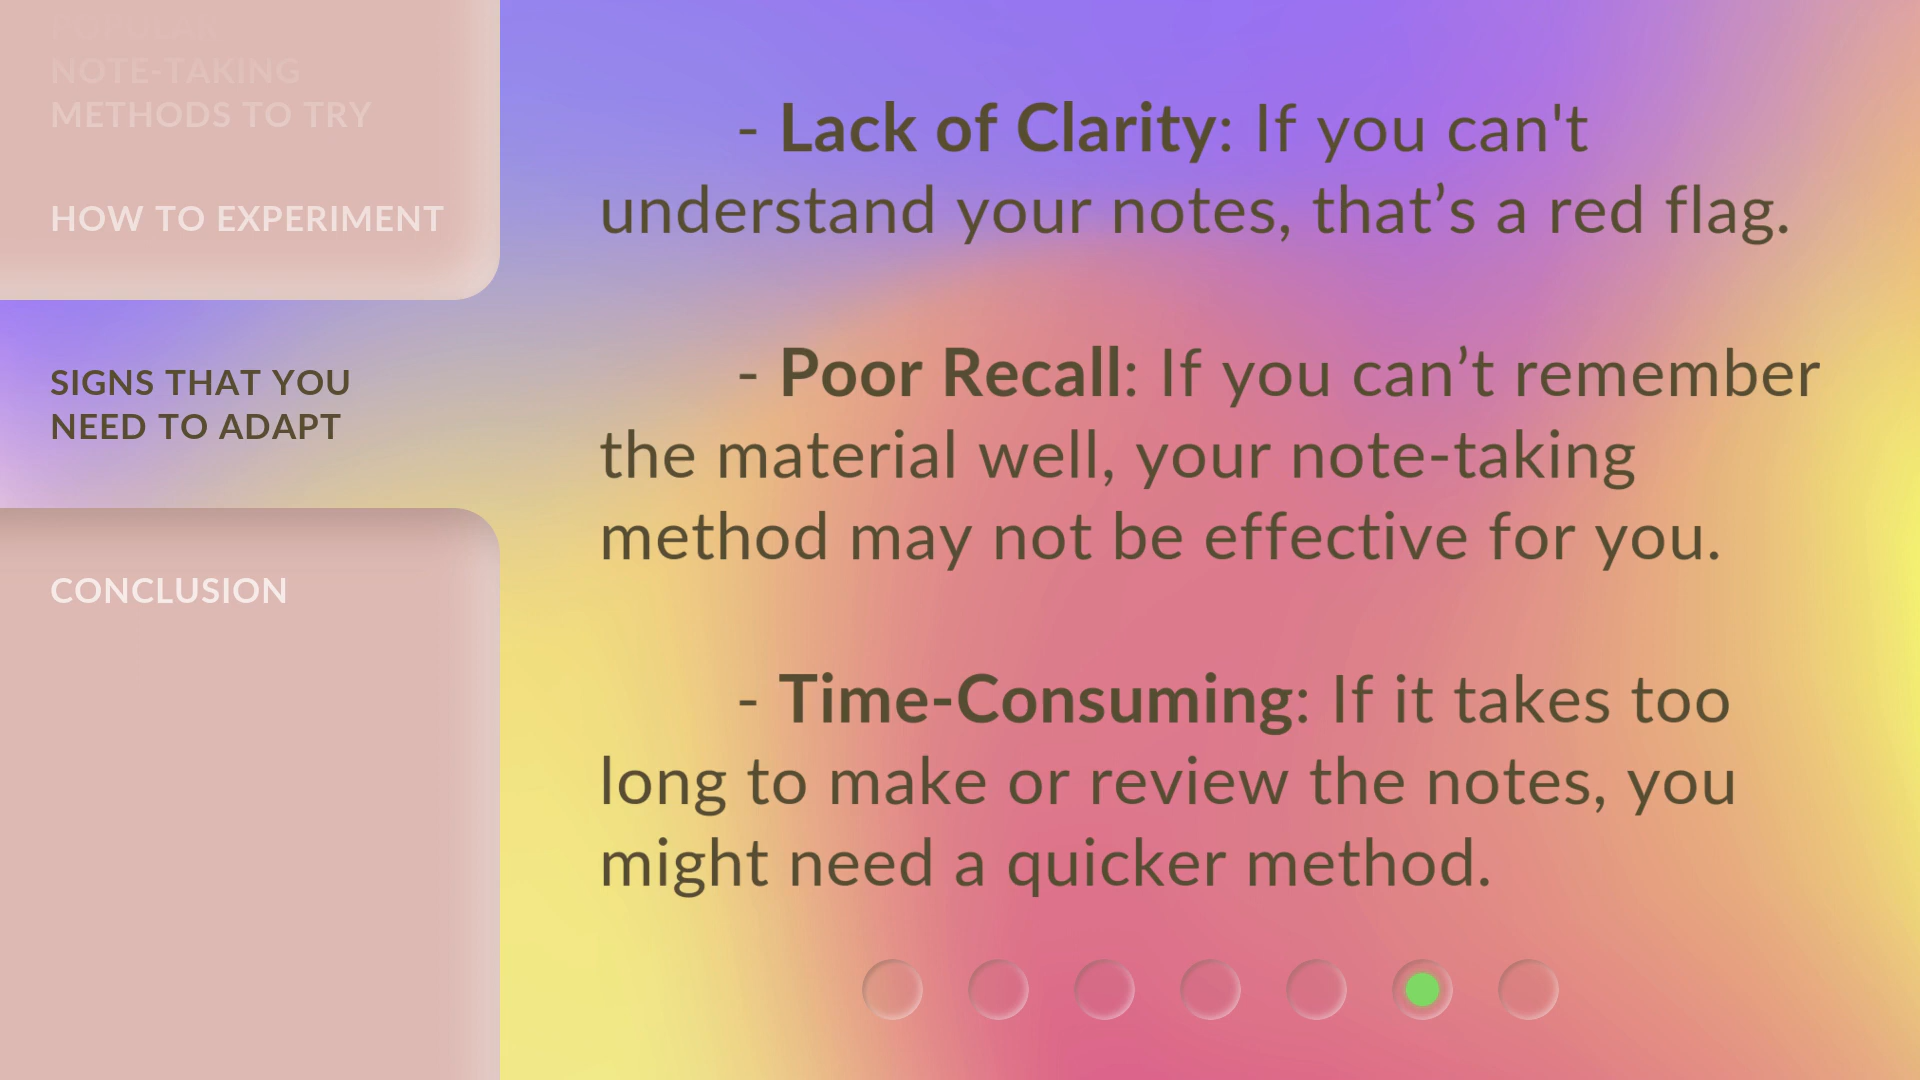 POPULAR
NOTE-TAKING
METHODS TO TRY
HOW TO EXPERIMENT
SIGNS THAT YOU
NEED TO ADAPT
CONCLUSION
- Lack of Clarity: If you can't
understand your notes, that’s a red flag.
- Poor Recall: If you can’t remember
the material well, your note-taking
method may not be effective for you.
- Time-Consuming: If it takes too
long to make or review the notes, you
might need a quicker method.